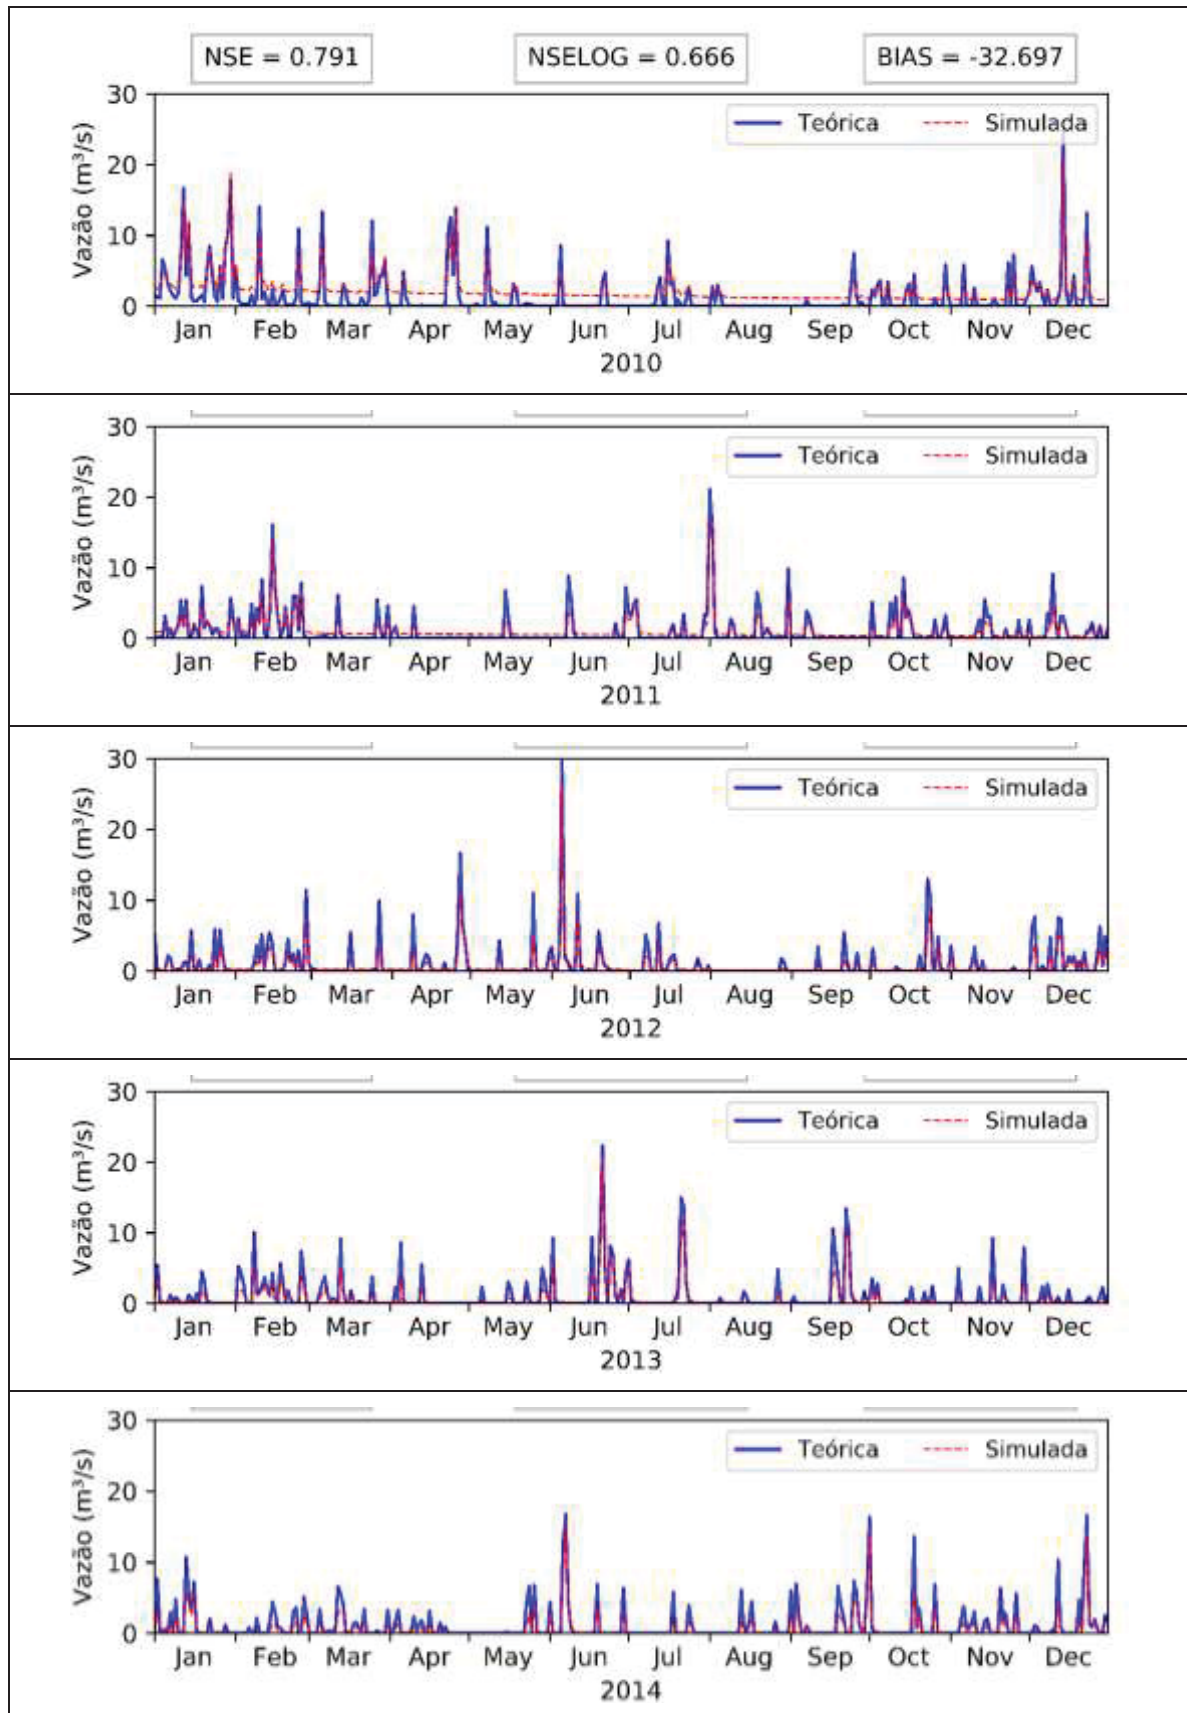 NSE = 0.791 NSELOG = 0.666 BIAS = -32.697
30
20
10
0
Vazão (m³/s)
Teórica Simulada
Jan Feb Mar Apr May Jun Jul Aug Sep Oct Nov Dec
2010
30
20
10
0
Vazão (m³/s)
Teórica Simulada
Jan Feb Mar Apr May Jun Jul Aug Sep Oct Nov Dec
2011
30
20
10
0
Vazão (m³/s)
Teórica Simulada
Jan Feb Mar Apr May Jun Jul Aug Sep Oct Nov Dec
2012
30
20
10
0
Vazão (m³/s)
Teórica Simulada
Jan Feb Mar Apr May Jun Jul Aug Sep Oct Nov Dec
2013
30
20
10
0
Vazão (m³/s)
Teórica Simulada
Jan Feb Mar Apr May Jun Jul Aug Sep Oct Nov Dec
2014